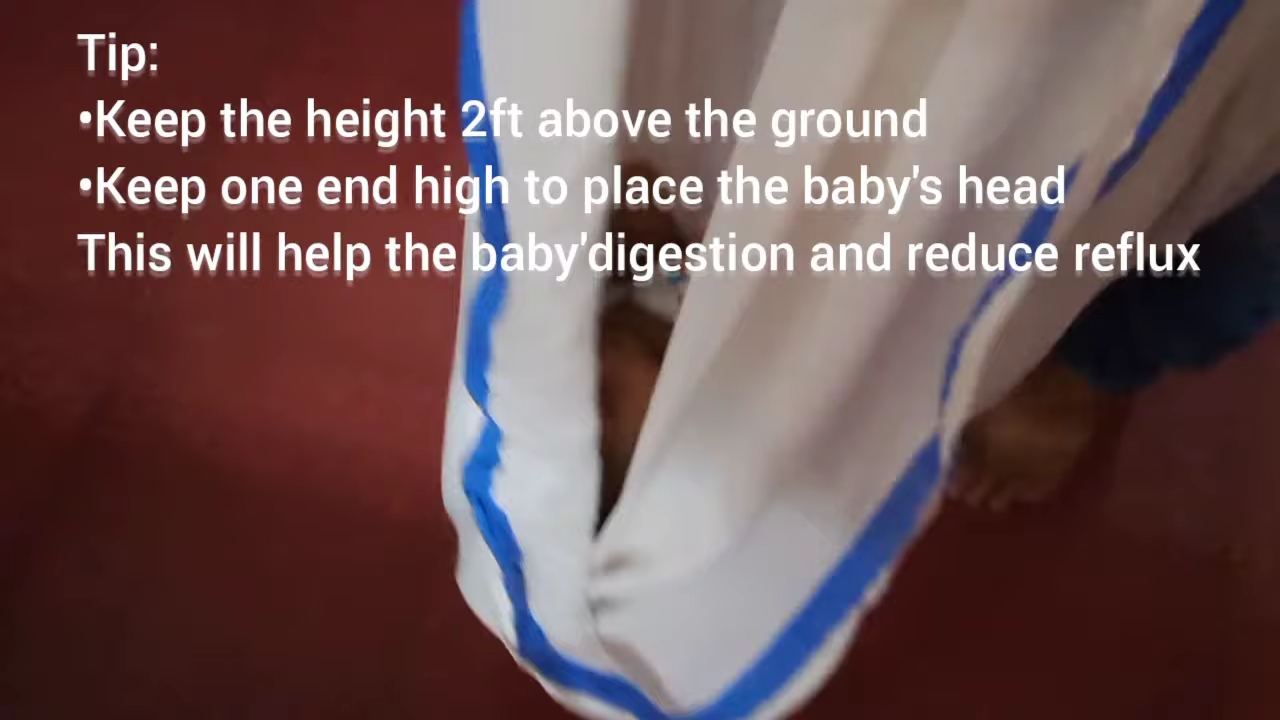 Tip:
•Keep the height 2ft above the ground
•Keep one end high to place the baby's head
This will help the baby'digestion and reduce reflux